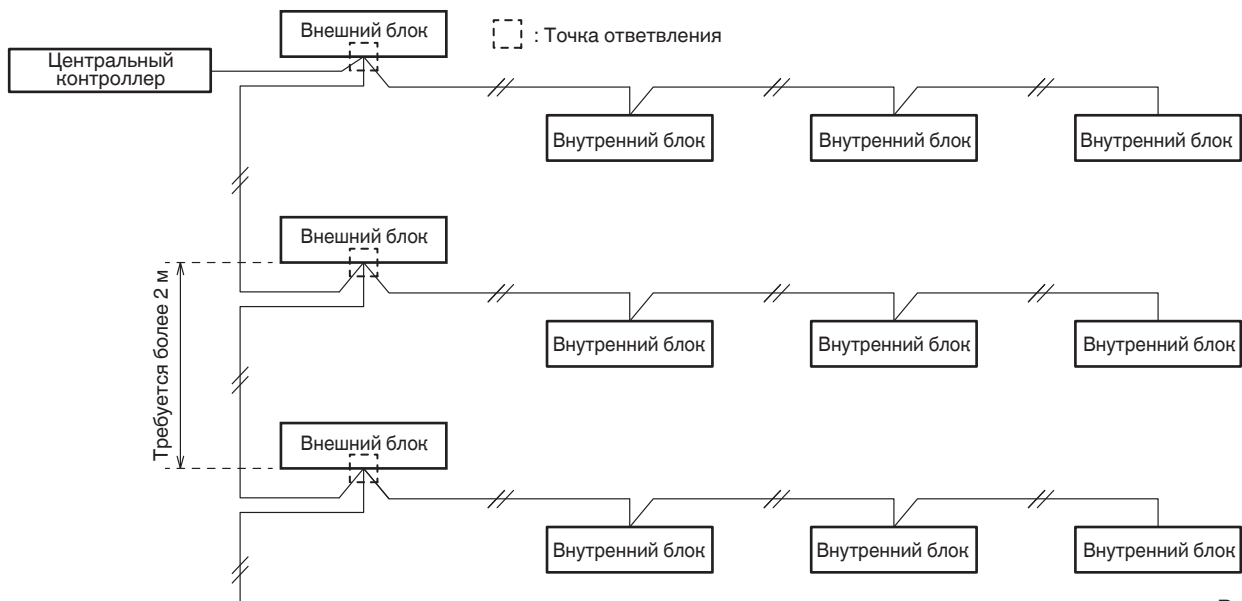 Внешний блок
: Точка ответвления
Центральный
контроллер
Внутренний блок
Внутренний блок
Внутренний блок
Внешний блок
Требуется более 2 м
Внутренний блок
Внутренний блок
Внутренний блок
Внешний блок
Внутренний блок
Внутренний блок
Внутренний блок